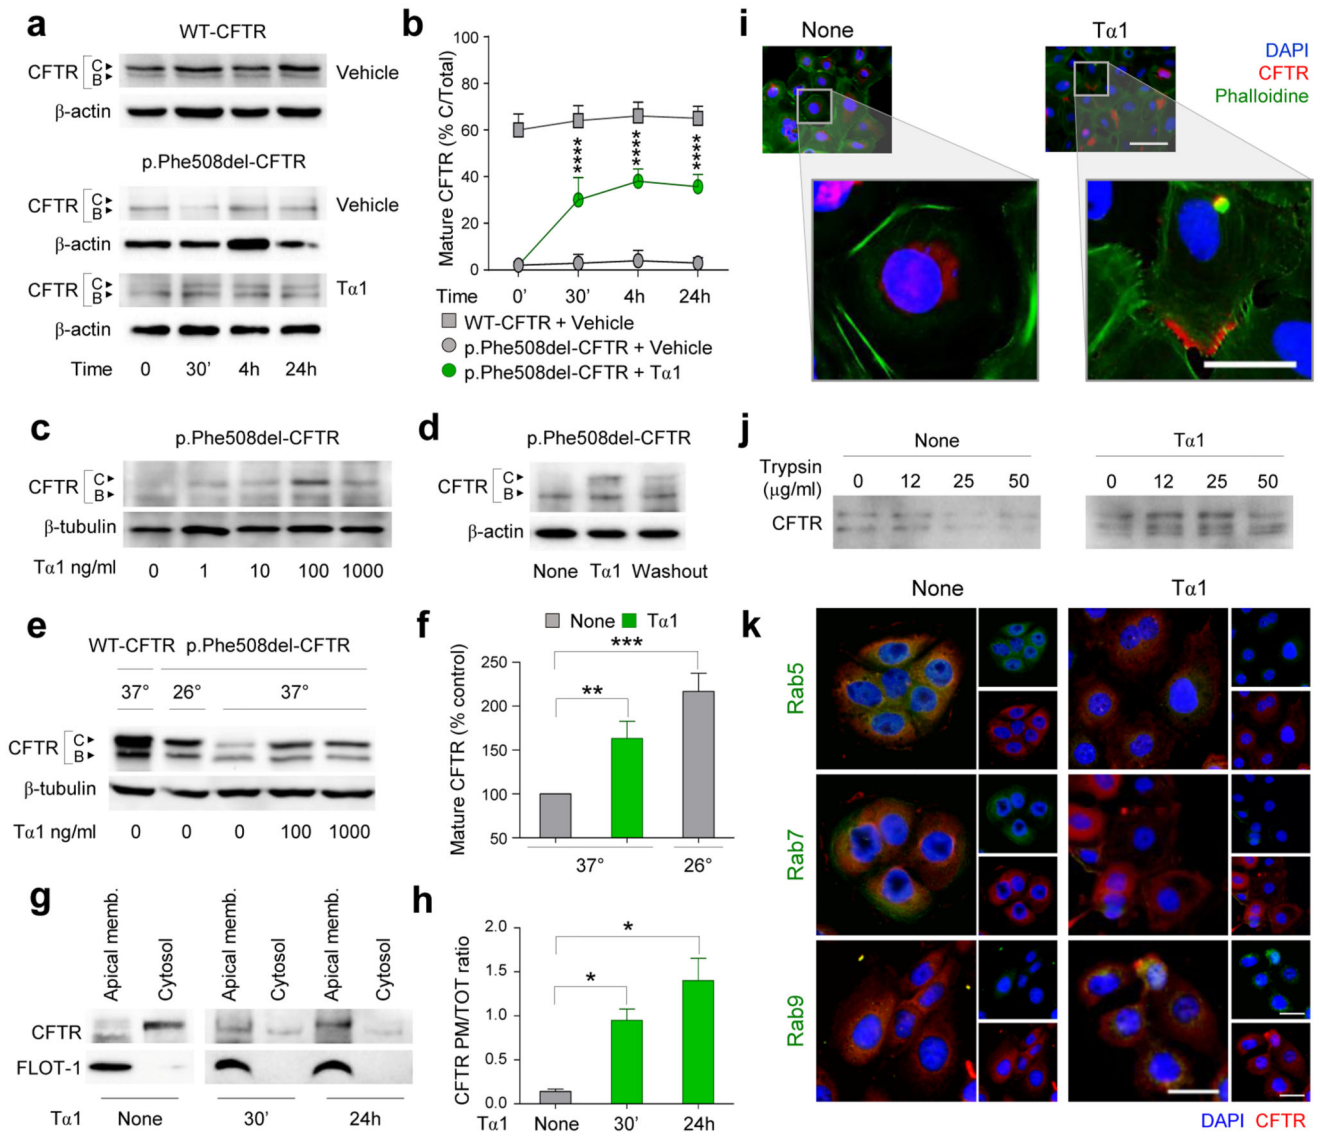 a
WT-CFTR
CFTR C B Vehicle
β-actin
p.Phe508del-CFTR
CFTR C B Vehicle
β-actin
CFTR C B Tα1
β-actin
Time 0 30' 4h 24h
b
Mature CFTR (% C/Total)
100
80
60
40
20
0
**** **** ****
Time 0' 30' 4h 24h
WT-CFTR + Vehicle
p.Phe508del-CFTR + Vehicle
p.Phe508del-CFTR + Tα1
i
None Tα1
DAPI
CFTR
Phalloidine
c
p.Phe508del-CFTR
CFTR C B
β-tubulin
Tα1 ng/ml 0 1 10 100 1000
d
p.Phe508del-CFTR
CFTR C B
β-actin
None Tα1 Washout
j
None Tα1
Trypsin
(μg/ml)
0 12 25 50 0 12 25 50
CFTR
e
WT-CFTR p.Phe508del-CFTR
37° 26° 37°
CFTR C B
β-tubulin
Tα1 ng/ml 0 0 0 100 1000
f
None Tα1
Mature CFTR (% control)
250
200
150
100
50
** ***
37° 26°
g
Apical memb. Cytosol Apical memb. Cytosol Apical memb. Cytosol
CFTR
FLOT-1
Tα1 None 30' 24h
h
CFTR PM/TOT ratio
2.0
1.5
1.0
0.5
0.0
* *
Tα1 None 30' 24h
k
None Tα1
Rab5
Rab7
Rab9
DAPI CFTR